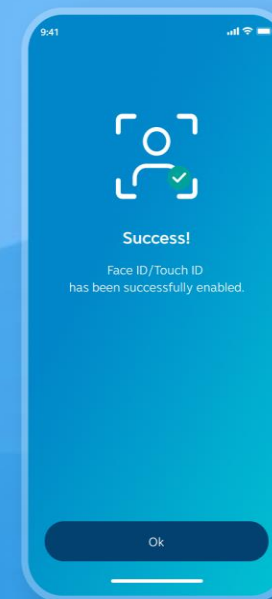 9:41
Success!
Face ID/Touch ID
has been successfully enabled.
Ok